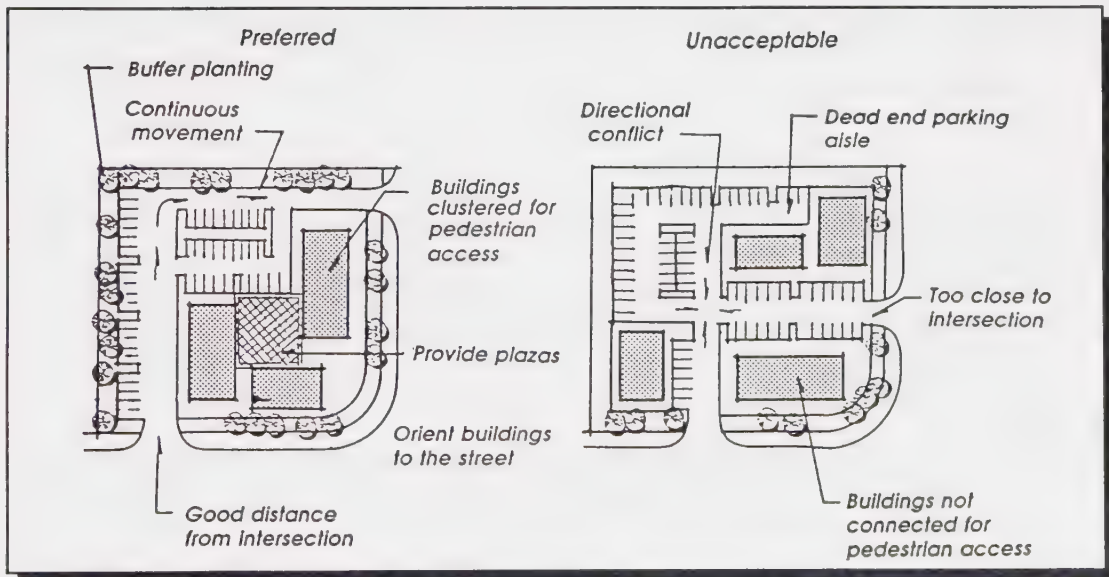 Preferred
Buffer planting
Continuous
movement
Buildings
clustered for
pedestrian
access
Provide plazas
Orient buildings
to the street
Good distance
from intersection
Unacceptable
Directional
conflict
Dead end parking
aisle
Too close to
intersection
Buildings not
connected for
pedestrian access